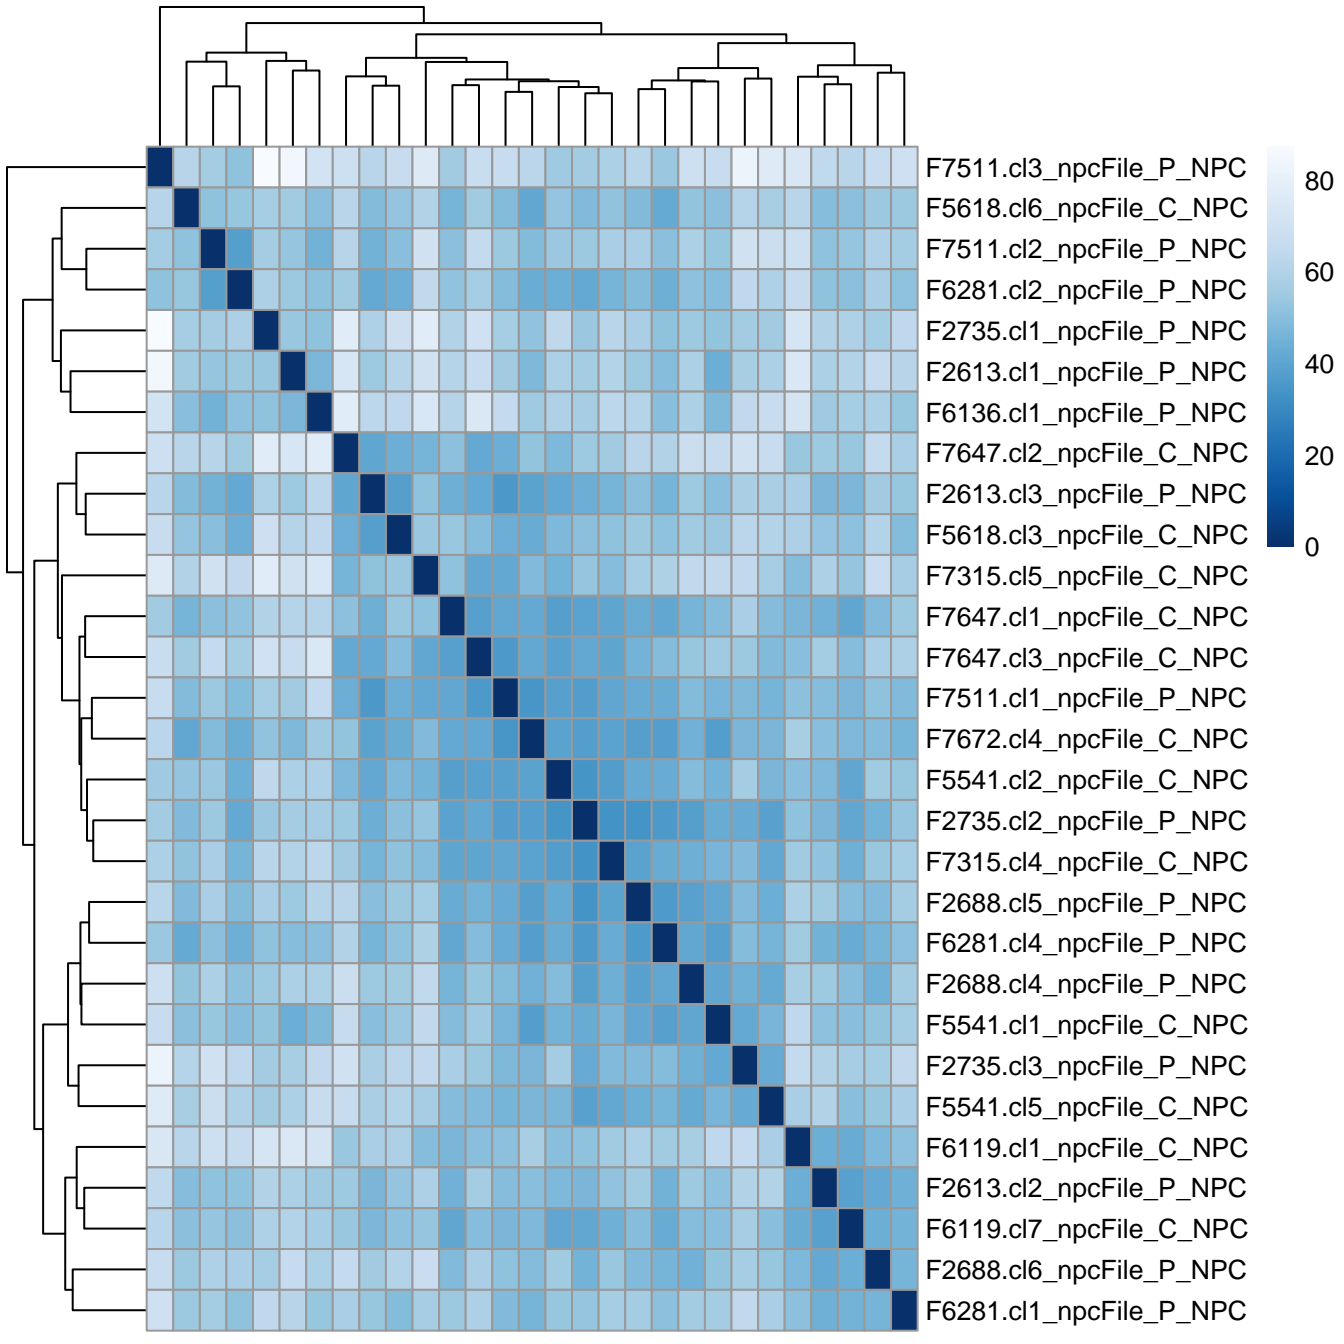 F7511.cl3_npcFile_P_NPC
F5618.cl6_npcFile_C_NPC
F7511.cl2_npcFile_P_NPC
F6281.cl2_npcFile_P_NPC
F2735.cl1_npcFile_P_NPC
F2613.cl1_npcFile_P_NPC
F6136.cl1_npcFile_P_NPC
F7647.cl2_npcFile_C_NPC
F2613.cl3_npcFile_P_NPC
F5618.cl3_npcFile_C_NPC
F7315.cl5_npcFile_C_NPC
F7647.cl1_npcFile_C_NPC
F7647.cl3_npcFile_C_NPC
F7511.cl1_npcFile_P_NPC
F7672.cl4_npcFile_C_NPC
F5541.cl2_npcFile_C_NPC
F2735.cl2_npcFile_P_NPC
F7315.cl4_npcFile_C_NPC
F2688.cl5_npcFile_P_NPC
F6281.cl4_npcFile_P_NPC
F2688.cl4_npcFile_P_NPC
F5541.cl1_npcFile_C_NPC
F2735.cl3_npcFile_P_NPC
F5541.cl5_npcFile_C_NPC
F6119.cl1_npcFile_C_NPC
F2613.cl2_npcFile_P_NPC
F6119.cl7_npcFile_C_NPC
F2688.cl6_npcFile_P_NPC
F6281.cl1_npcFile_P_NPC
80
60
40
20
0